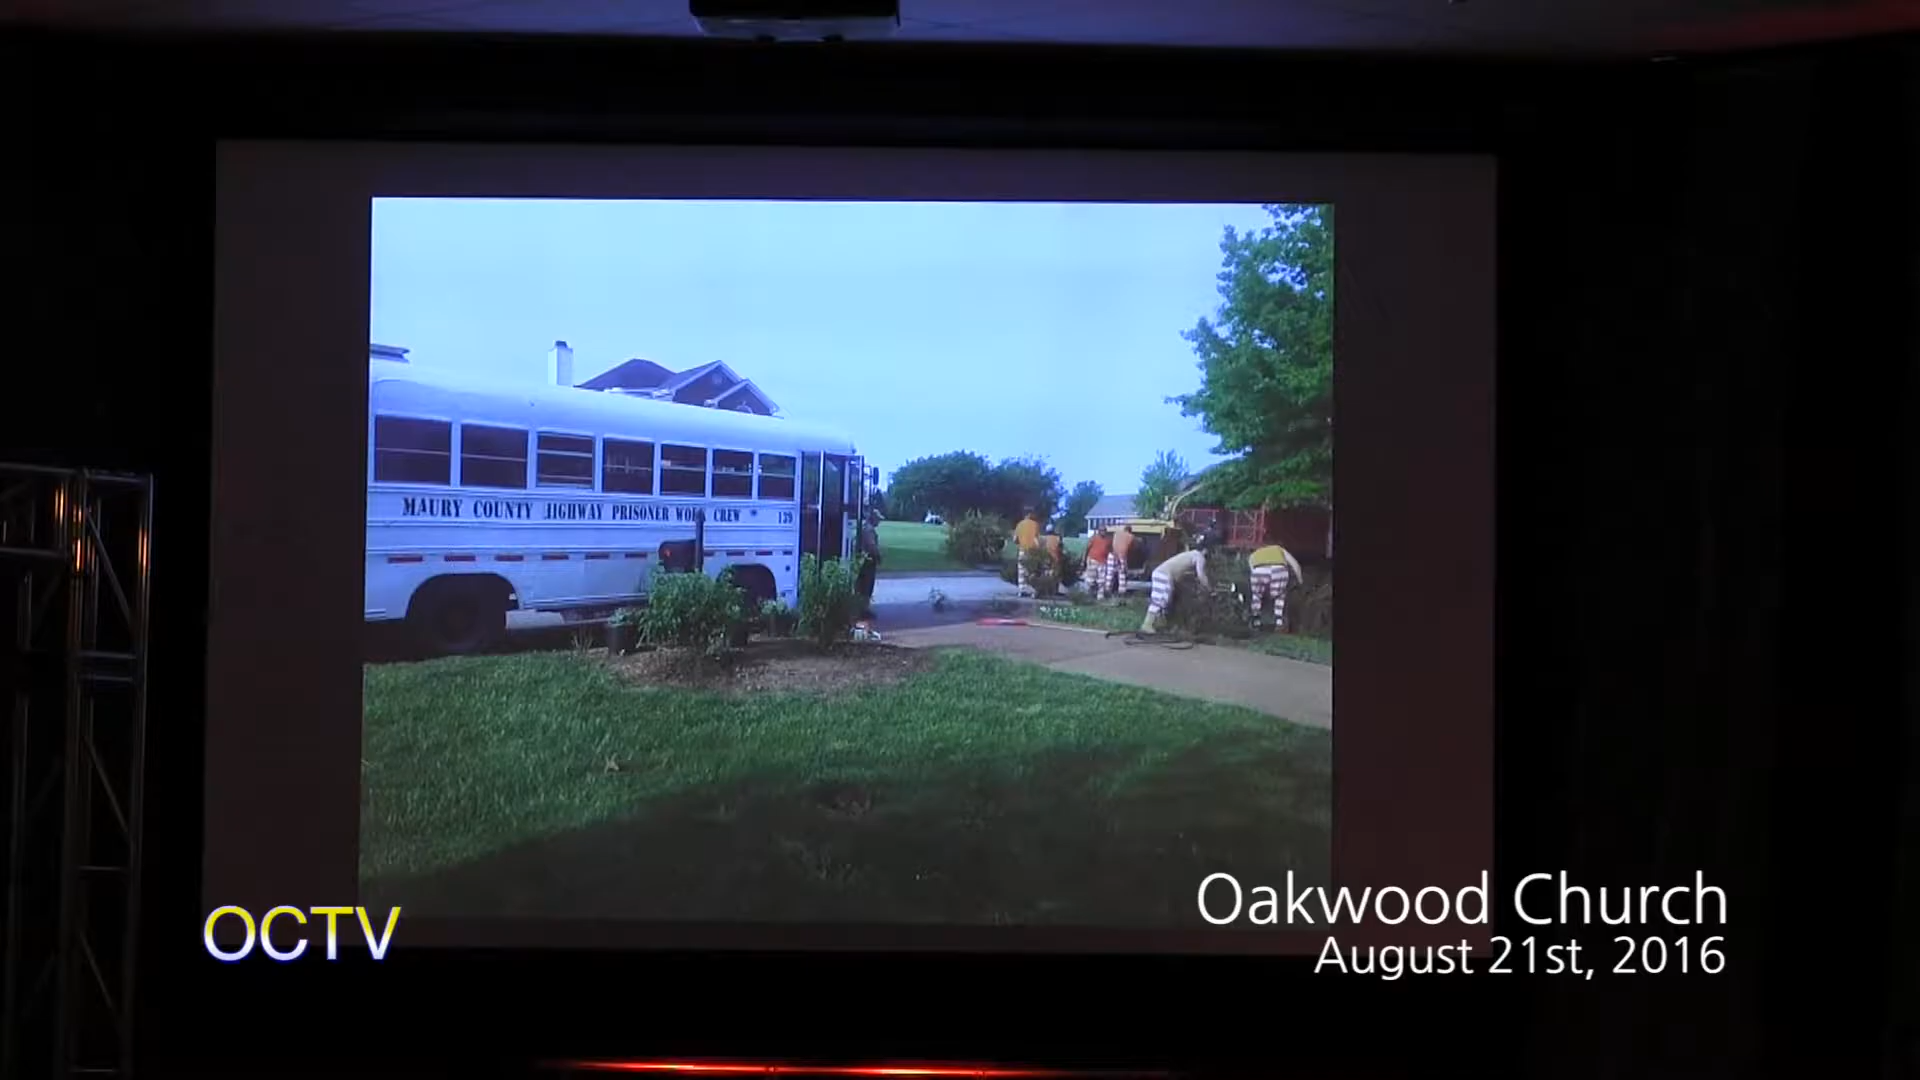 MAURY COUNTY HIGHWAY PRISONER WORK CREW 139
OCTV
Oakwood Church
August 21st, 2016